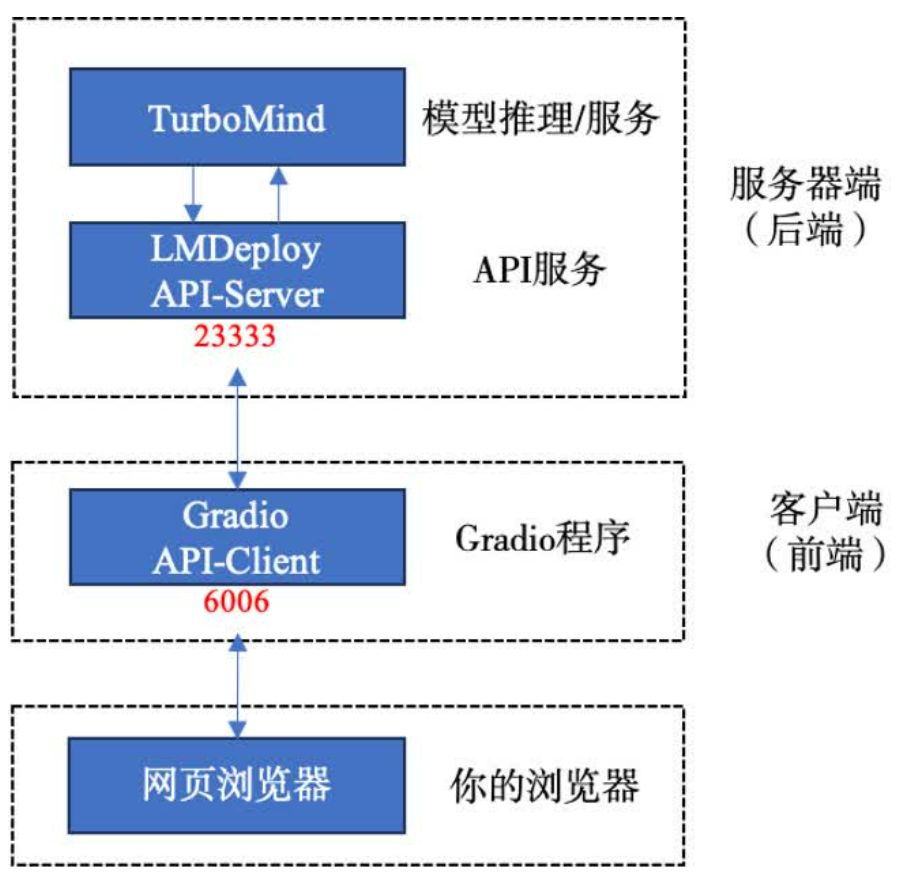 TurboMind
模型推理/服务
服务器端
（后端）
LMDeploy
API-Server
API服务
23333
Gradio
API-Client
Gradio程序
客户端
（前端）
6006
网页浏览器
你的浏览器